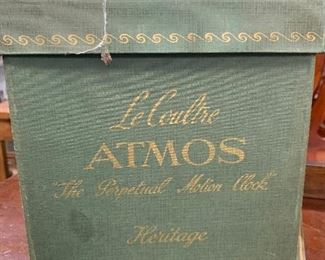 LeCoultre
ATMOS
"The Perpetual Motion Clock"
Heritage